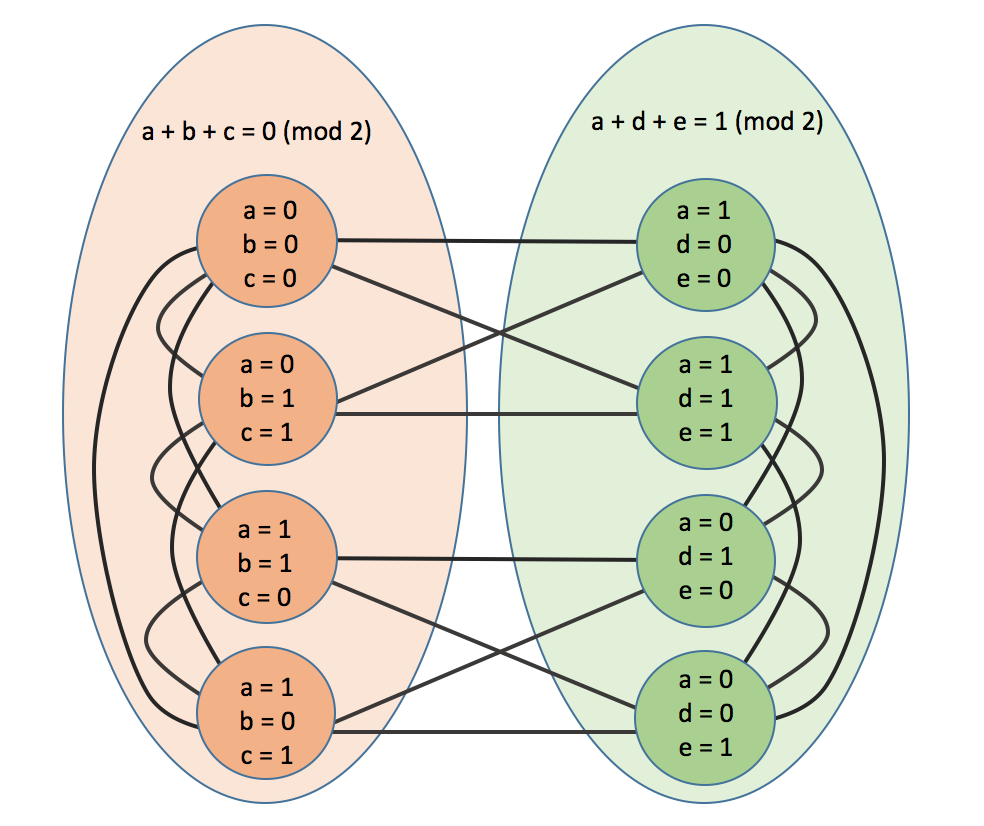 a + b + c = 0 (mod 2)
a = 0
b = 0
c = 0
a = 0
b = 1
c = 1
a = 1
b = 1
c = 0
a = 1
b = 0
c = 1
a + d + e = 1 (mod 2)
a = 1
d = 0
e = 0
a = 1
d = 1
e = 1
a = 0
d = 1
e = 0
a = 0
d = 0
e = 1